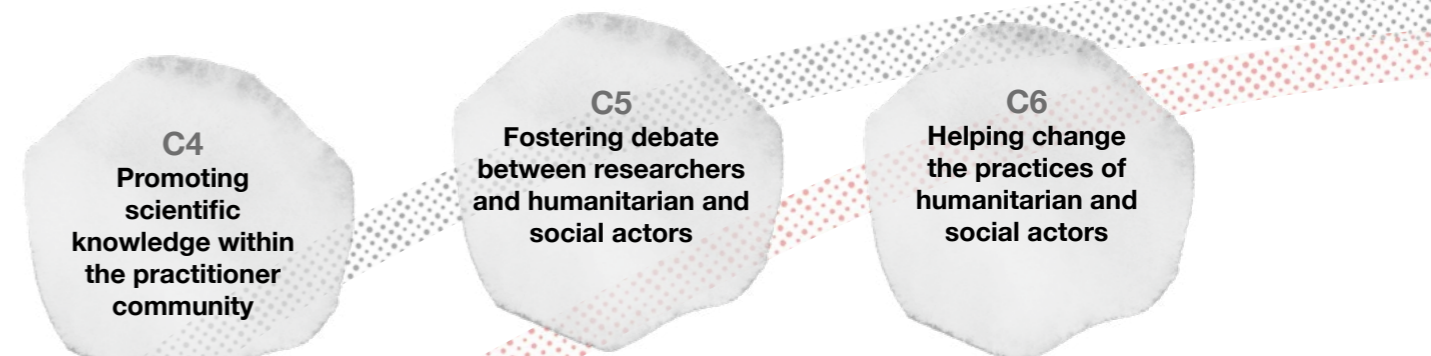 C4
Promoting
scientific
knowledge within
the practitioner
community
C5
Fostering debate
between researchers
and humanitarian and
social actors
C6
Helping change
the practices of
humanitarian and
social actors